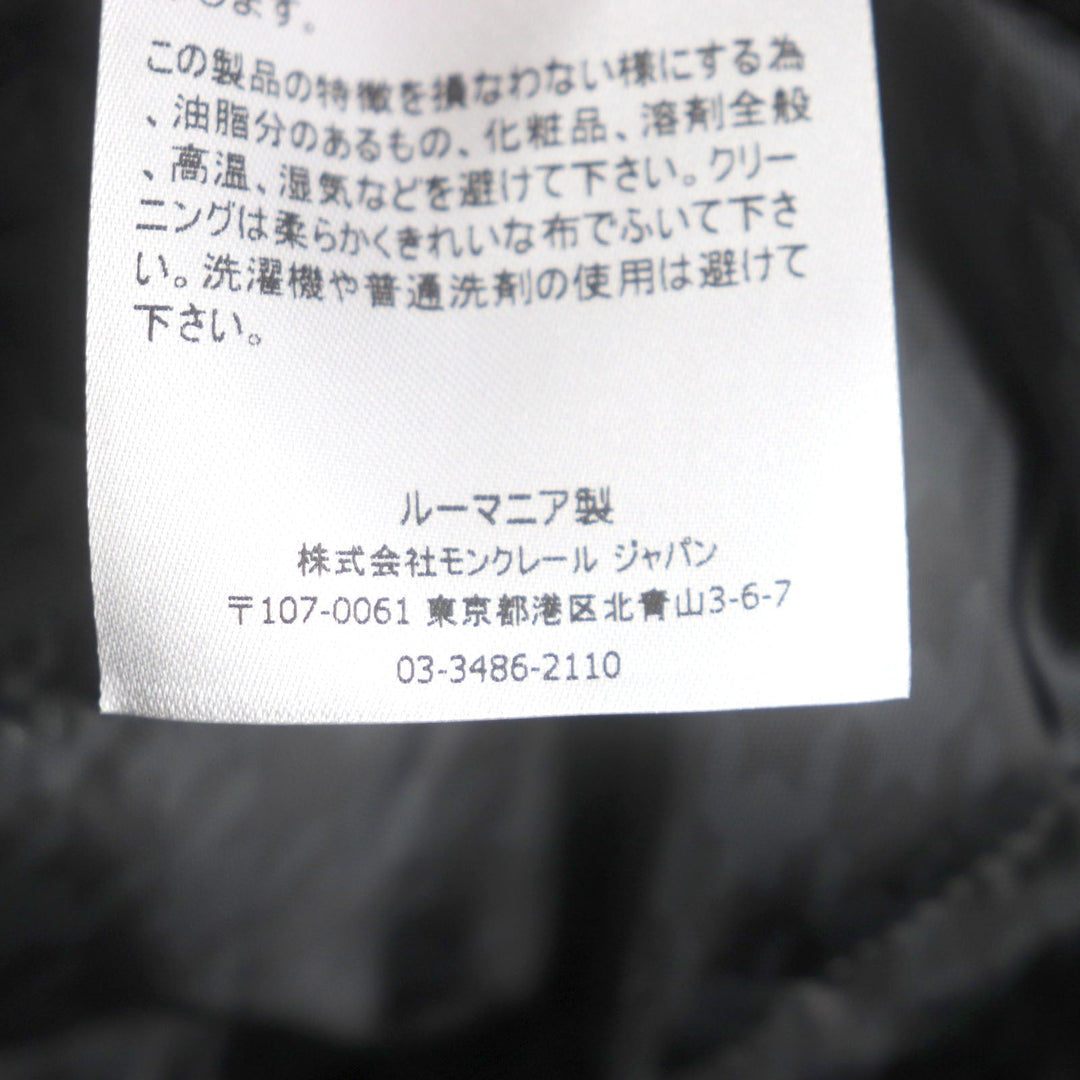 します。
この製品の特徴を損なわない様にする為
、油脂分のあるもの、化粧品、溶剤全般
、高温、湿気などを避けて下さい。クリー
ニングは柔らかくきれいな布でふいて下さ
い。洗濯機や普通洗剤の使用は避けて
下さい。
ルーマニア製
株式会社モンクレール ジャパン
〒107-0061 東京都港区北青山3-6-7
03-3486-2110